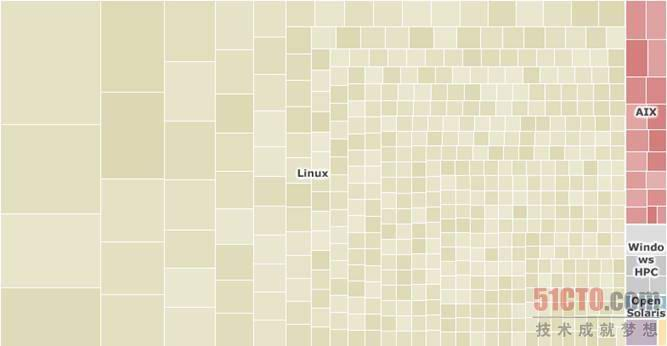 AIX
Linux
Windo
ws
HPC
Open
Solaris
51CTO.com
技术成就梦想